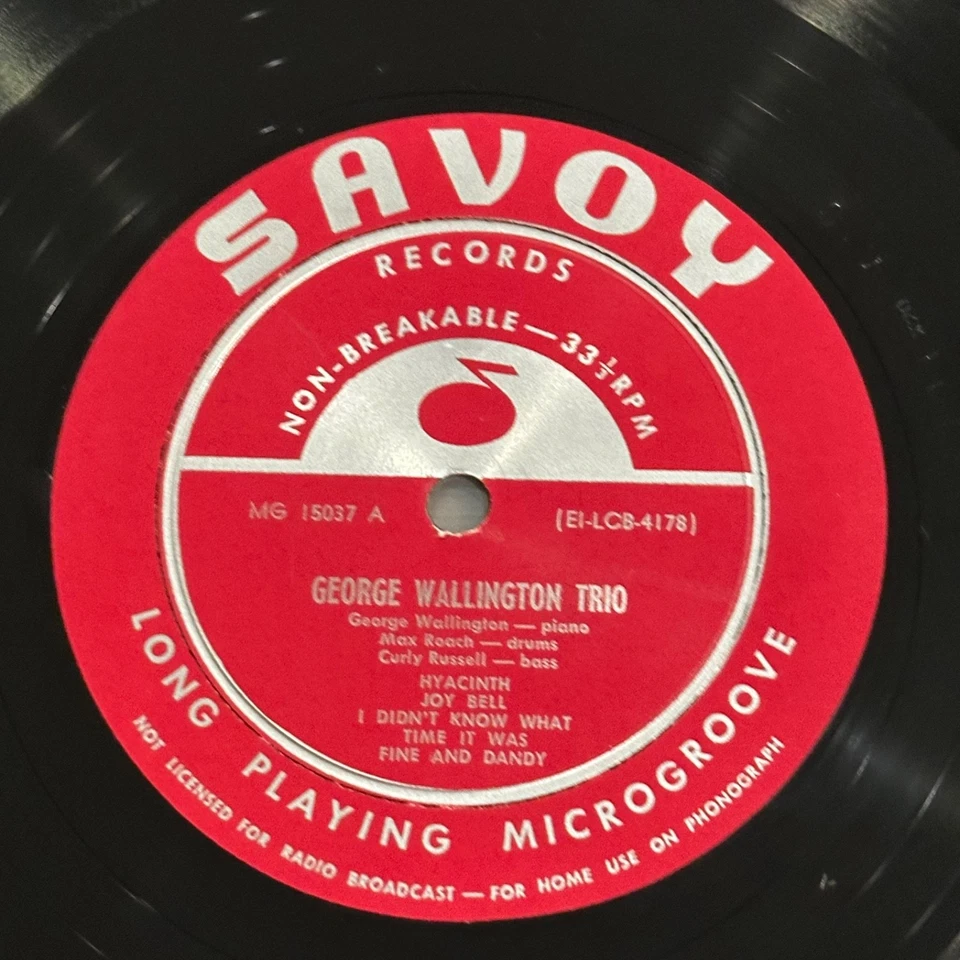 SAVOY
RECORDS
NON-BREAKABLE — 33⅓ RPM
MG 15037 A
(EI-LCB-4178)
GEORGE WALLINGTON TRIO
George Wallington — piano
Max Roach — drums
Curly Russell — bass
HYACINTH
JOY BELL
I DIDN'T KNOW WHAT
TIME IT WAS
FINE AND DANDY
LONG PLAYING MICROGROOVE
NOT LICENSED FOR RADIO BROADCAST — FOR HOME USE ON PHONOGRAPH